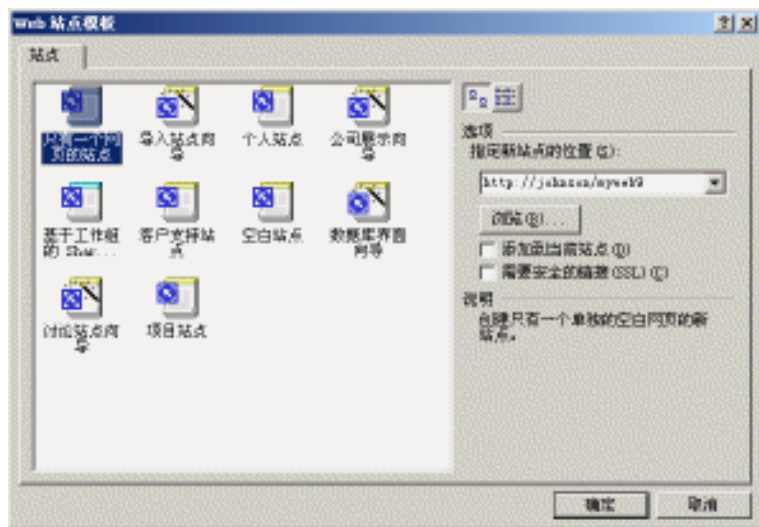 Web 站点模板
站点
只有一个网
页的站点
导入站点向
导
个人站点
公司展示向
导
基于工作组
的 Shar...
客户支持站
点
空白站点
数据库界面
向导
讨论站点向
导
项目站点
选项
指定新站点的位置(S):
http://johnson/myweb9
浏览(B)...
添加到当前站点(D)
需要安全的链接(SSL)(C)
说明
创建只有一个单独的空白网页的新
站点。
确定
取消